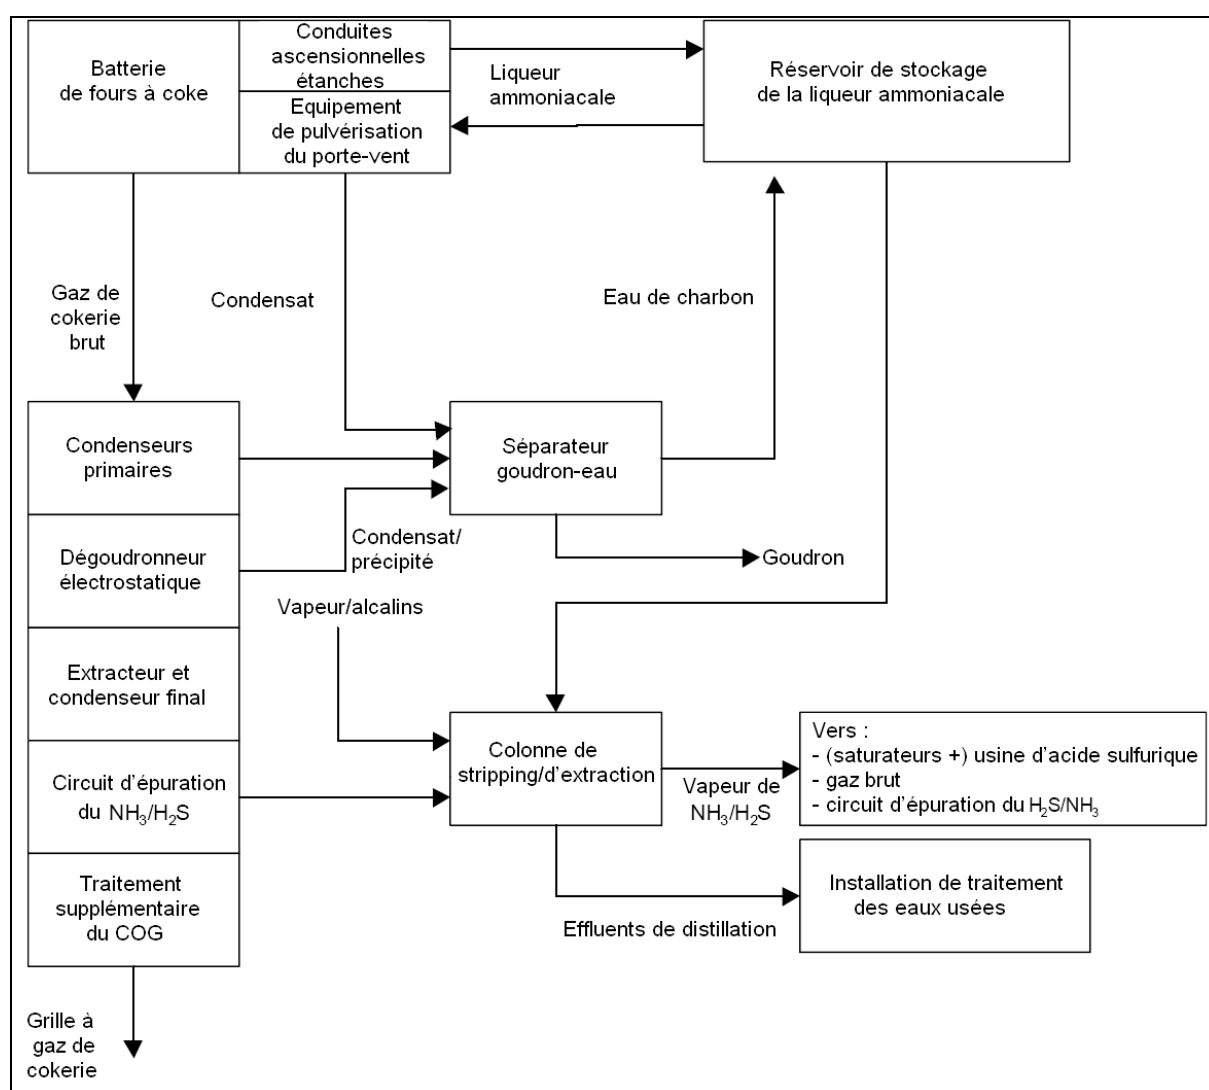 Batterie
de fours à coke
Conduites
ascensionnelles
étanches
Equipement
de pulvérisation
du porte-vent
Liqueur
ammoniacale
Réservoir de stockage
de la liqueur ammoniacale
Gaz de
cokerie
brut
Condensat
Eau de charbon
Condenseurs
primaires
Séparateur
goudron-eau
Dégoudronneur
électrostatique
Condensat/
précipité
Goudron
Vapeur/alcalins
Extracteur et
condenseur final
Colonne de
stripping/d'extraction
Vapeur de
NH₃/H₂S
Vers :
- (saturateurs +) usine d'acide sulfurique
- gaz brut
- circuit d'épuration du H₂S/NH₃
Circuit d'épuration
du NH₃/H₂S
Traitement
supplémentaire
du COG
Effluents de distillation
Installation de traitement
des eaux usées
Grille à
gaz de
cokerie